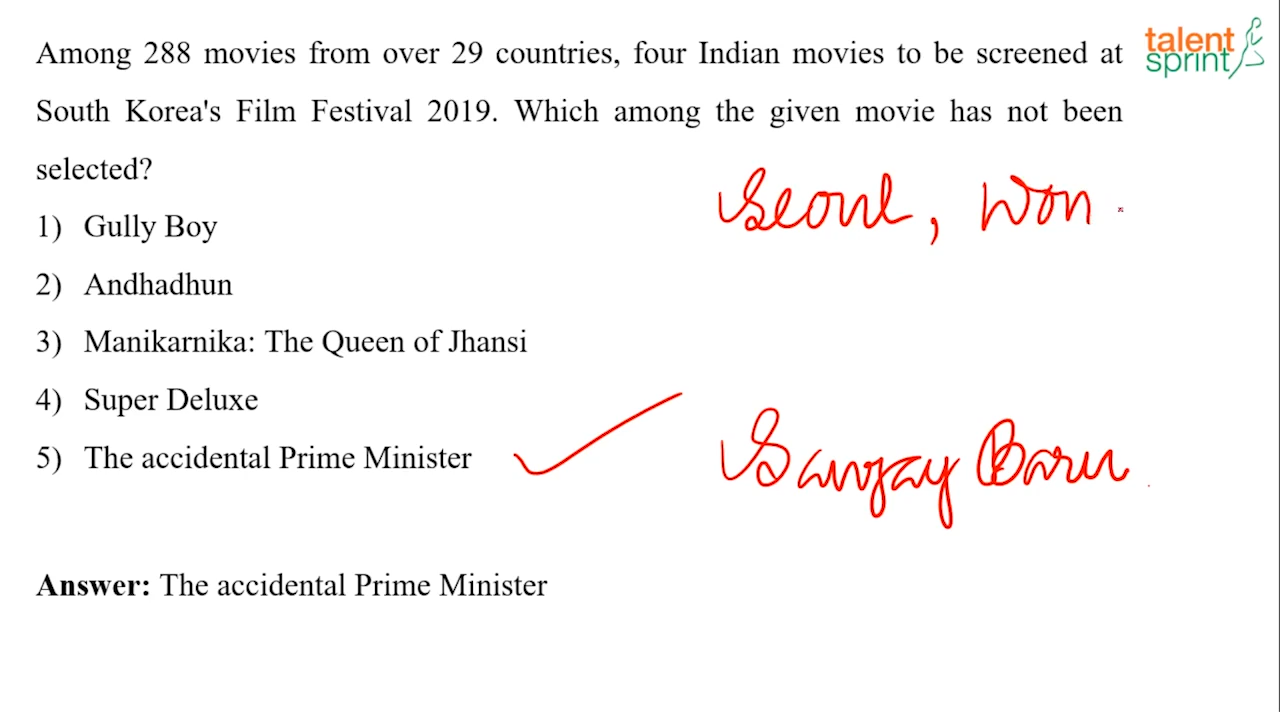 talent
sprint
Among 288 movies from over 29 countries, four Indian movies to be screened at
South Korea's Film Festival 2019. Which among the given movie has not been
selected?
Seoul, Won
1) Gully Boy
2) Andhadhun
3) Manikarnika: The Queen of Jhansi
4) Super Deluxe
5) The accidental Prime Minister
Sanjay Baru
Answer: The accidental Prime Minister